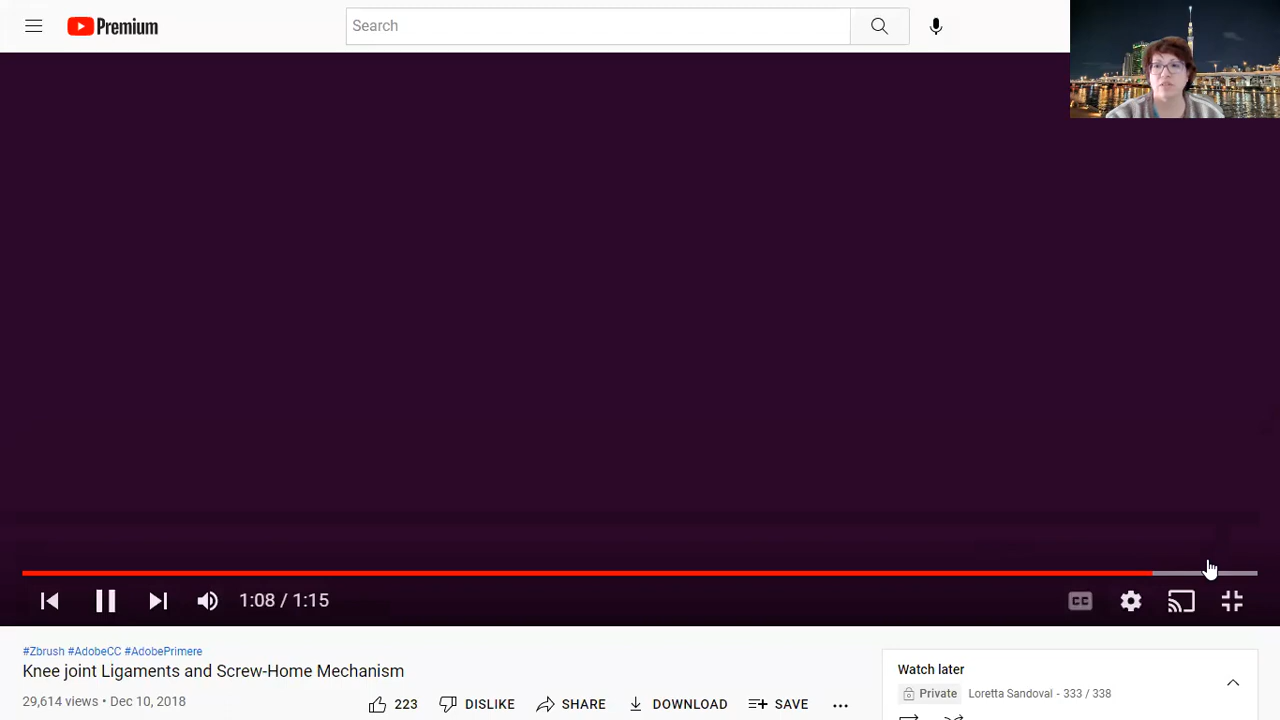 Premium
Search
1:08 / 1:15
CC
#Zbrush #AdobeCC #AdobePrimere
Knee joint Ligaments and Screw-Home Mechanism
29,614 views • Dec 10, 2018
223
DISLIKE
SHARE
DOWNLOAD
SAVE
Watch later
Private
Loretta Sandoval - 333 / 338